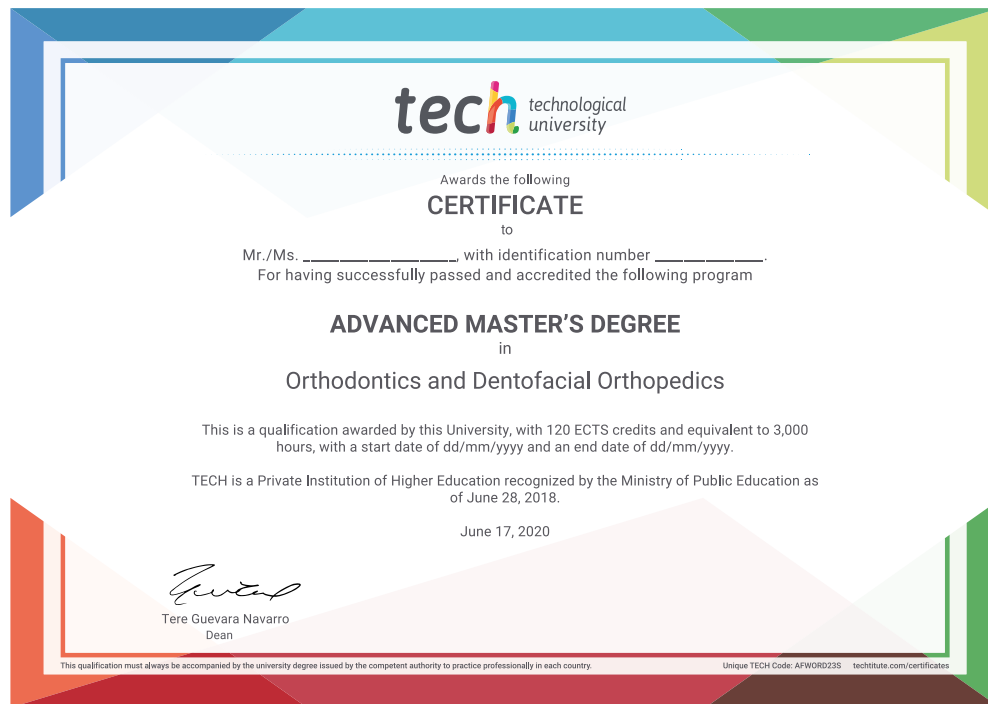 tech technological
university
Awards the following
CERTIFICATE
to
Mr./Ms. ____________________, with identification number ______________.
For having successfully passed and accredited the following program
ADVANCED MASTER'S DEGREE
in
Orthodontics and Dentofacial Orthopedics
This is a qualification awarded by this University, with 120 ECTS credits and equivalent to 3,000
hours, with a start date of dd/mm/yyyy and an end date of dd/mm/yyyy.
TECH is a Private Institution of Higher Education recognized by the Ministry of Public Education as
of June 28, 2018.
June 17, 2020
Tere Guevara Navarro
Dean
This qualification must always be accompanied by the university degree issued by the competent authority to practice professionally in each country.
Unique TECH Code: AFWORD23S techtitute.com/certificates